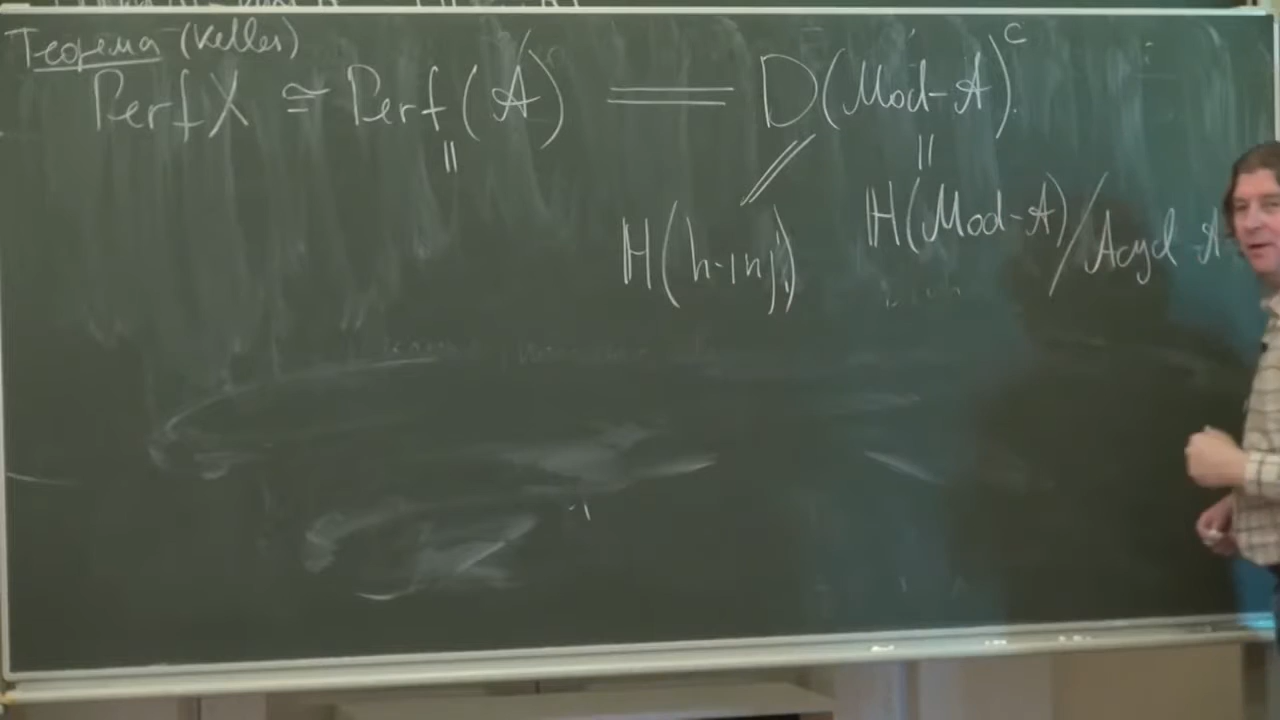 Теорема (Keller)
Perf X ≅ Perf(𝒜) = D(Mod-𝒜)ᶜ.
|| // ||
H(h-inj) H(Mod-𝒜)/Acycl-𝒜